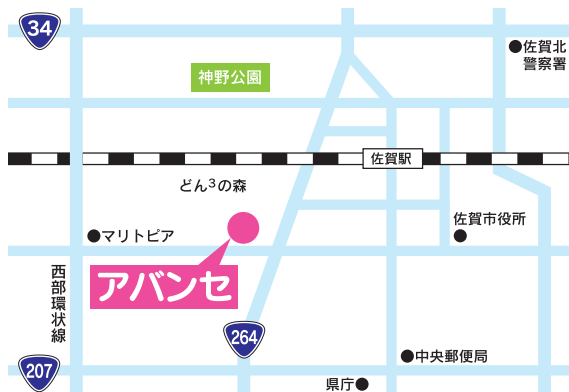 34
佐賀北
警察署
神野公園
佐賀駅
どん3の森
佐賀市役所
マリトピア
アバンセ
西部環状線
264
中央郵便局
207
県庁